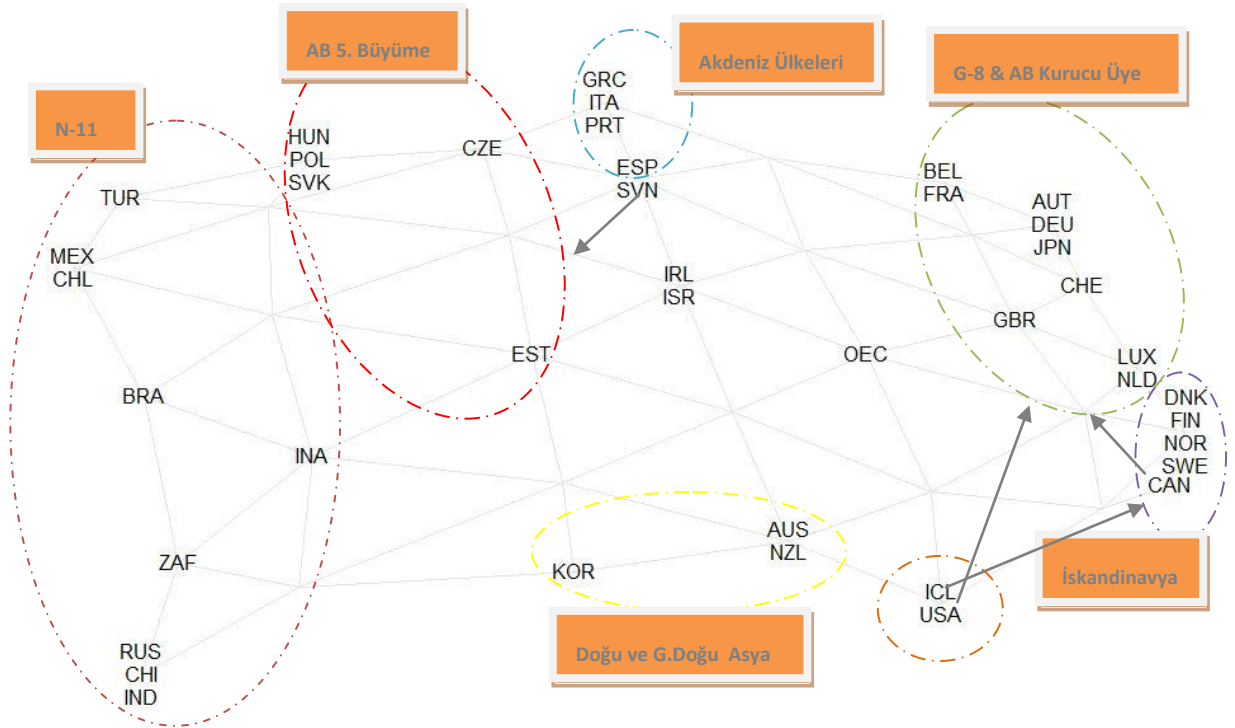 AB 5. Büyüme
Akdeniz Ülkeleri
G-8 & AB Kurucu Üye
N-11
GRC
ITA
PRT
HUN
POL
SVK
CZE
ESP
SVN
BEL
FRA
TUR
AUT
DEU
JPN
MEX
CHL
IRL
ISR
CHE
GBR
EST
OEC
LUX
NLD
BRA
DNK
FIN
NOR
SWE
CAN
INA
AUS
NZL
ZAF
KOR
ICL
USA
İskandinavya
RUS
CHI
IND
Doğu ve G.Doğu Asya